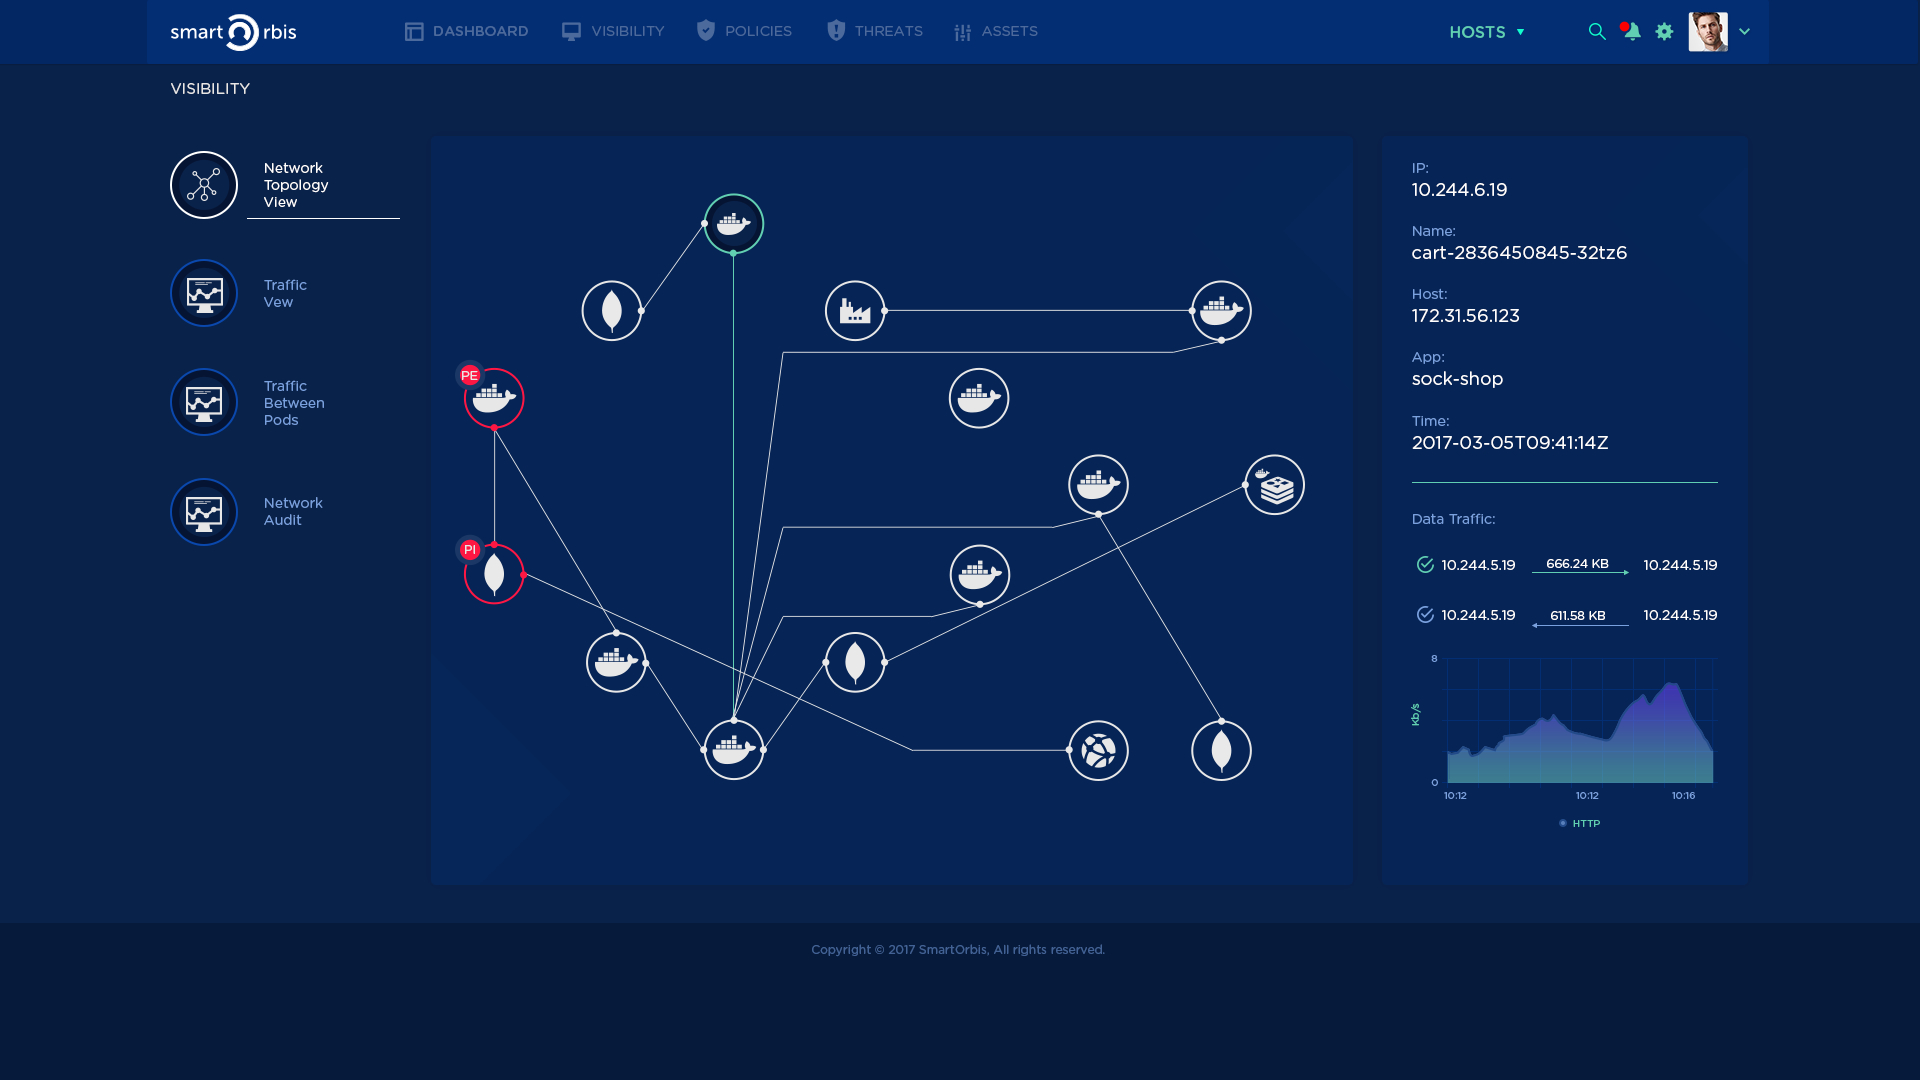 smart rbis
DASHBOARD
VISIBILITY
POLICIES
THREATS
ASSETS
HOSTS
VISIBILITY
Network
Topology
View
Traffic
Vew
Traffic
Between
Pods
Network
Audit
PE
PI
IP:
10.244.6.19
Name:
cart-2836450845-32tz6
Host:
172.31.56.123
App:
sock-shop
Time:
2017-03-05T09:41:14Z
Data Traffic:
10.244.5.19 666.24 KB 10.244.5.19
10.244.5.19 611.58 KB 10.244.5.19
8
Kb/s
0
10:12 10:12 10:16
HTTP
Copyright © 2017 SmartOrbis, All rights reserved.